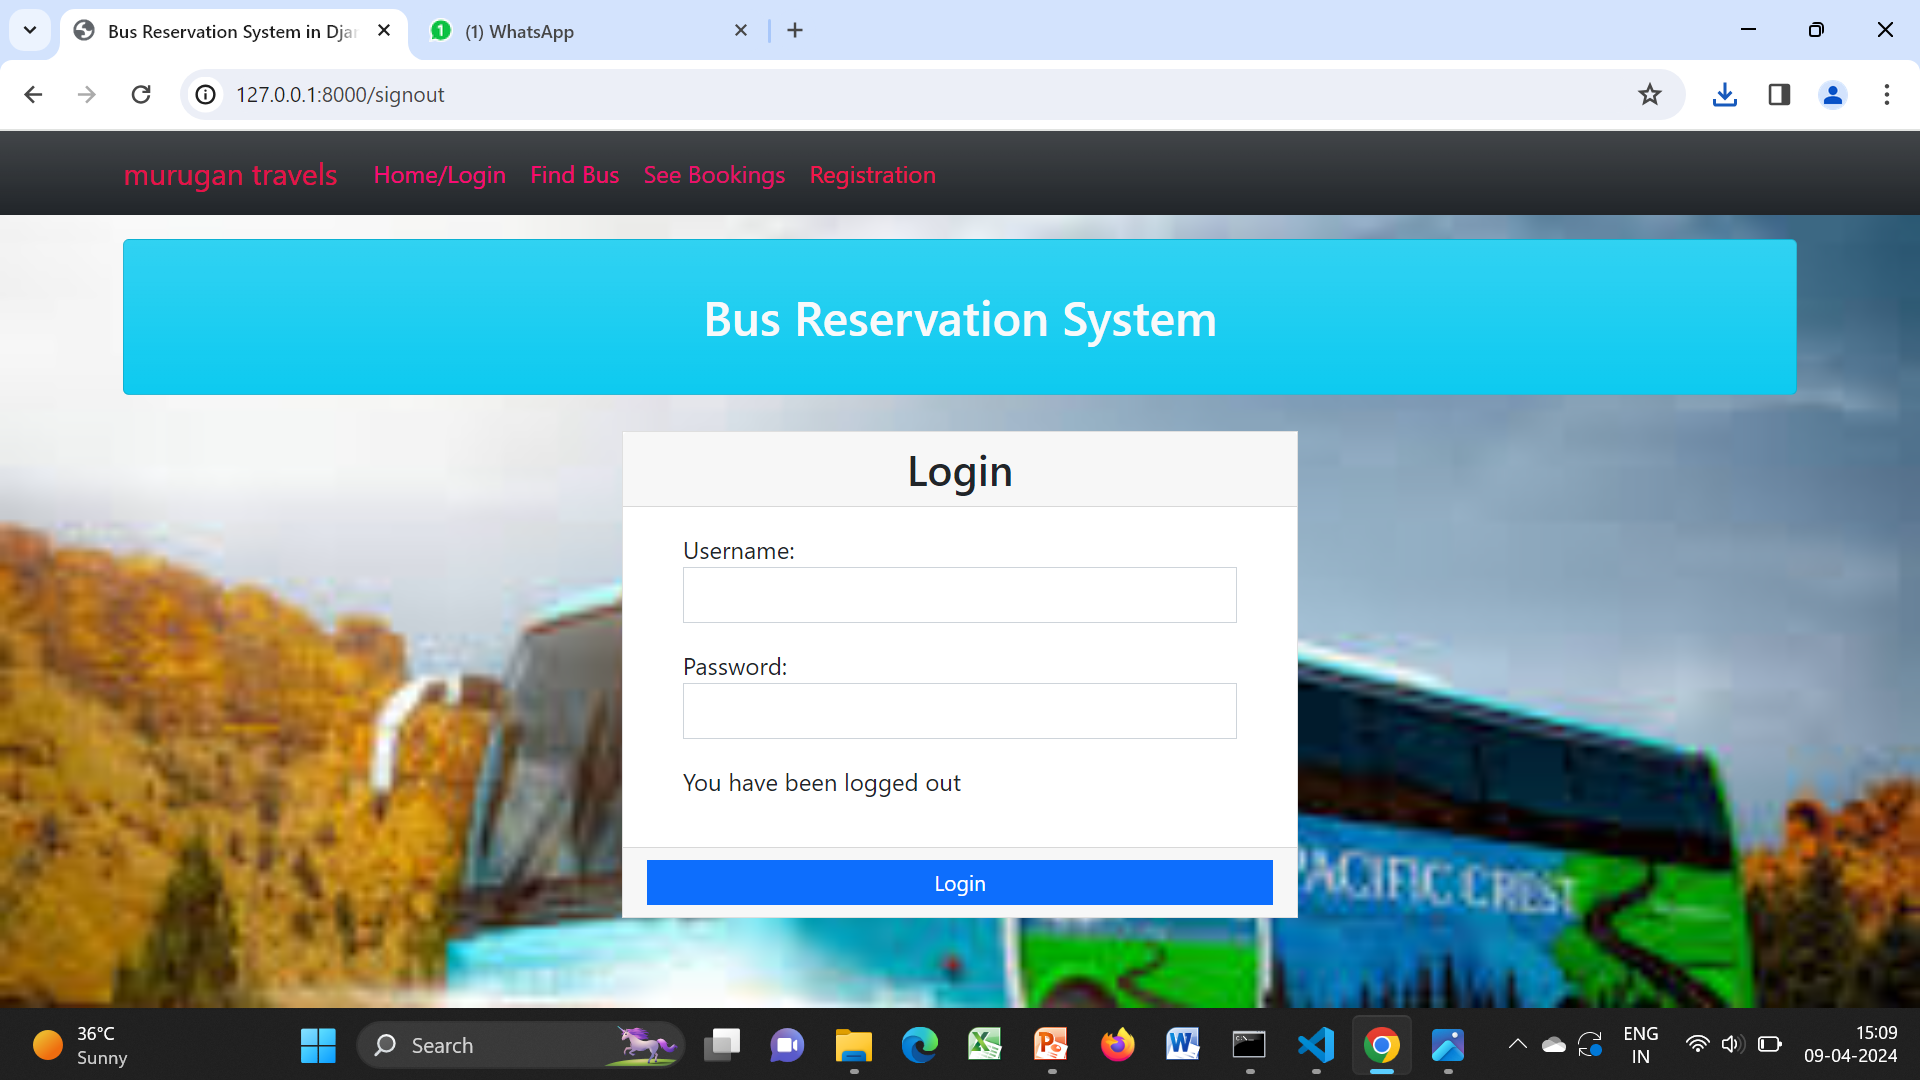 Bus Reservation System in Djar
(1) WhatsApp
127.0.0.1:8000/signout
murugan travels Home/Login Find Bus See Bookings Registration
Bus Reservation System
Login
Username:
Password:
You have been logged out
Login
PACIFIC CREST
36°C
Sunny
Search
ENG
IN
15:09
09-04-2024